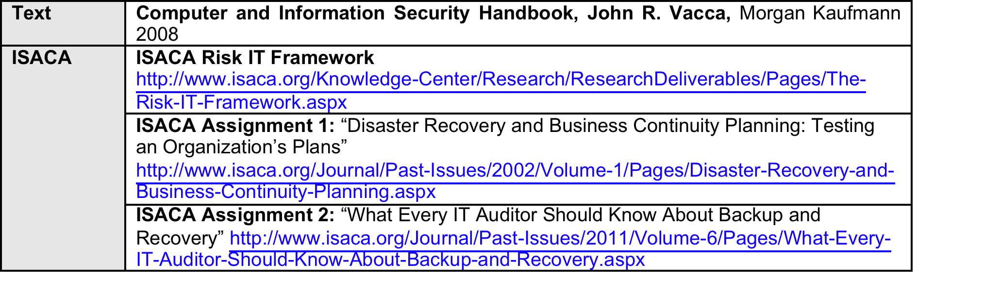 Text
Computer and Information Security Handbook, John R. Vacca, Morgan Kaufmann
2008
ISACA
ISACA Risk IT Framework
http://www.isaca.org/Knowledge-Center/Research/ResearchDeliverables/Pages/The-
Risk-IT-Framework.aspx
ISACA Assignment 1: “Disaster Recovery and Business Continuity Planning: Testing
an Organization’s Plans”
http://www.isaca.org/Journal/Past-Issues/2002/Volume-1/Pages/Disaster-Recovery-and-
Business-Continuity-Planning.aspx
ISACA Assignment 2: “What Every IT Auditor Should Know About Backup and
Recovery” http://www.isaca.org/Journal/Past-Issues/2011/Volume-6/Pages/What-Every-
IT-Auditor-Should-Know-About-Backup-and-Recovery.aspx